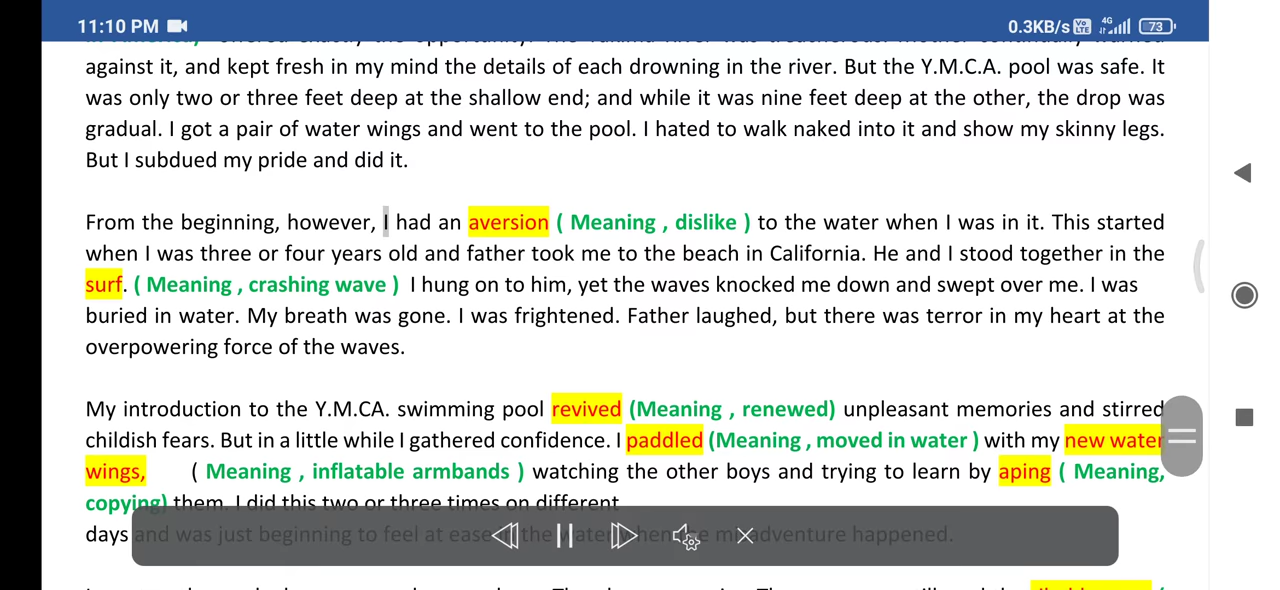 11:10 PM
0.3KB/s Vo LTE 4G 73
against it, and kept fresh in my mind the details of each drowning in the river. But the Y.M.C.A. pool was safe. It
was only two or three feet deep at the shallow end; and while it was nine feet deep at the other, the drop was
gradual. I got a pair of water wings and went to the pool. I hated to walk naked into it and show my skinny legs.
But I subdued my pride and did it.
From the beginning, however, I had an aversion ( Meaning , dislike ) to the water when I was in it. This started
when I was three or four years old and father took me to the beach in California. He and I stood together in the
surf. ( Meaning , crashing wave ) I hung on to him, yet the waves knocked me down and swept over me. I was
buried in water. My breath was gone. I was frightened. Father laughed, but there was terror in my heart at the
overpowering force of the waves.
My introduction to the Y.M.CA. swimming pool revived (Meaning , renewed) unpleasant memories and stirred
childish fears. But in a little while I gathered confidence. I paddled (Meaning , moved in water ) with my new water
wings, ( Meaning , inflatable armbands ) watching the other boys and trying to learn by aping ( Meaning,
copying) them. I did this two or three times on different
days and was just beginning to feel at ease in the water when the misadventure happened.